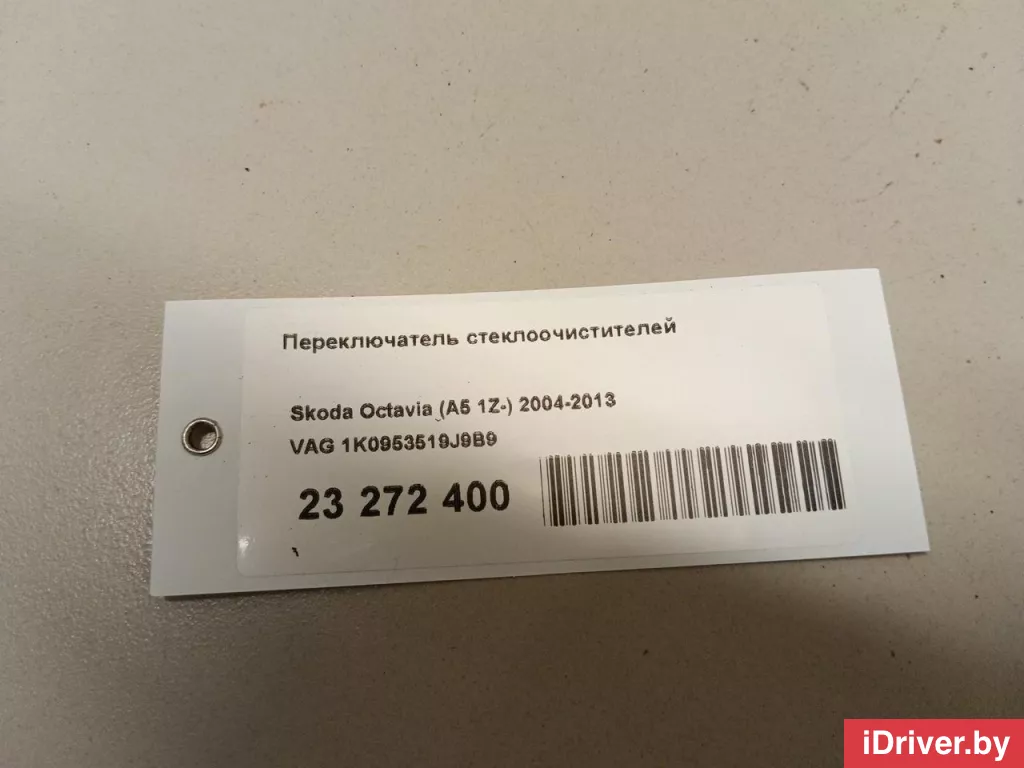 Переключатель стеклоочистителей
Skoda Octavia (A5 1Z-) 2004-2013
VAG 1K0953519J9B9
23 272 400
iDriver.by